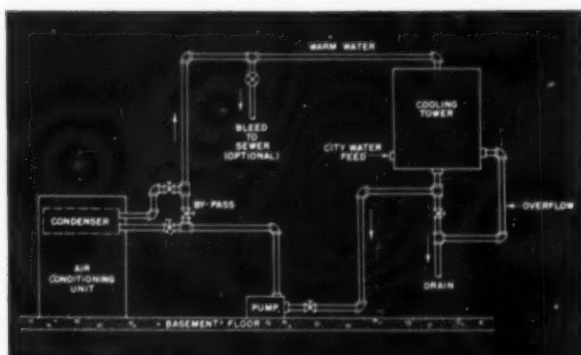 WARM WATER
COOLING
TOWER
BLEED
TO
SEWER
(OPTIONAL)
CITY WATER
FEED
BY-PASS
OVERFLOW
CONDENSER
AIR
CONDITIONING
UNIT
DRAIN
PUMP
BASEMENT FLOOR